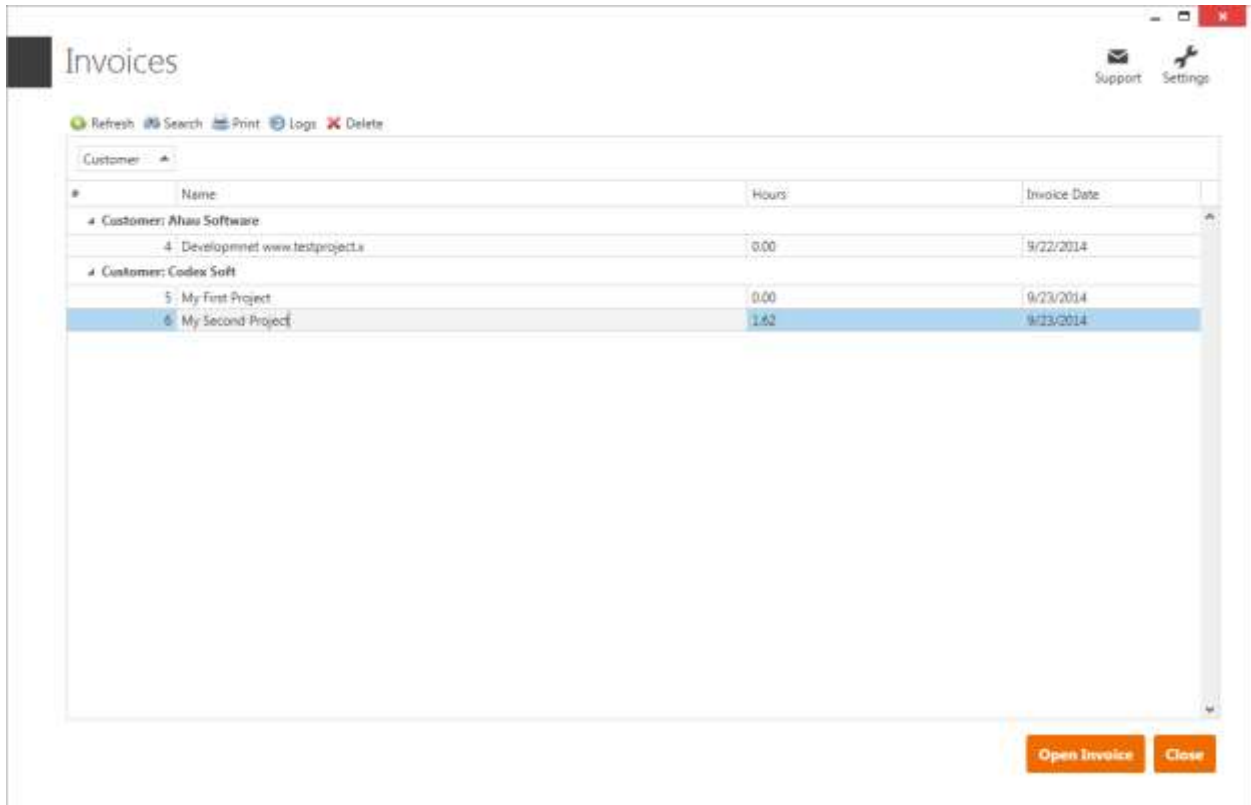 Invoices
Support Settings
Refresh Search Print Logs Delete
Customer
# Name Hours Invoice Date
Customer: Ahau Software
4 Developmnet www.testproject.x 0.00 9/22/2014
Customer: Codex Soft
5 My First Project 0.00 9/23/2014
6 My Second Project 1.62 9/23/2014
Open Invoice Close